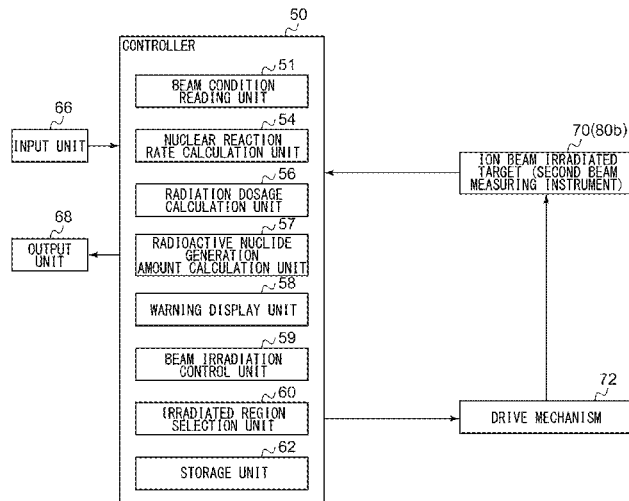 50
CONTROLLER
51
BEAM CONDITION
READING UNIT
66
INPUT UNIT
54
NUCLEAR REACTION
RATE CALCULATION UNIT
70(80b)
ION BEAM IRRADIATED
TARGET (SECOND BEAM
MEASURING INSTRUMENT)
56
RADIATION DOSAGE
CALCULATION UNIT
68
OUTPUT
UNIT
57
RADIOACTIVE NUCLIDE
GENERATION
AMOUNT CALCULATION UNIT
58
WARNING DISPLAY UNIT
59
BEAM IRRADIATION
CONTROL UNIT
60
IRRADIATED REGION
SELECTION UNIT
72
DRIVE MECHANISM
62
STORAGE UNIT